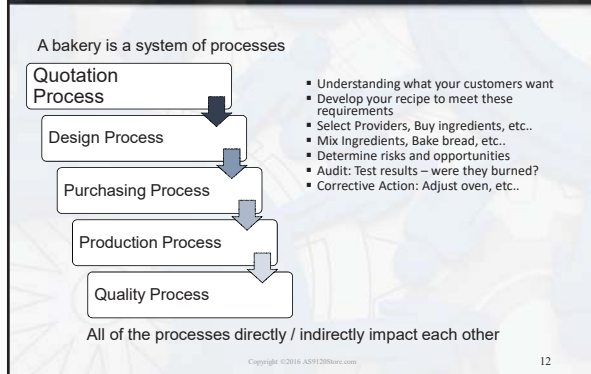 A bakery is a system of processes
Quotation
Process
Design Process
Purchasing Process
Production Process
Quality Process
▪ Understanding what your customers want
▪ Develop your recipe to meet these
requirements
▪ Select Providers, Buy ingredients, etc..
▪ Mix Ingredients, Bake bread, etc..
▪ Determine risks and opportunities
▪ Audit: Test results – were they burned?
▪ Corrective Action: Adjust oven, etc..
All of the processes directly / indirectly impact each other
Copyright ©2016 AS9120Store.com
12